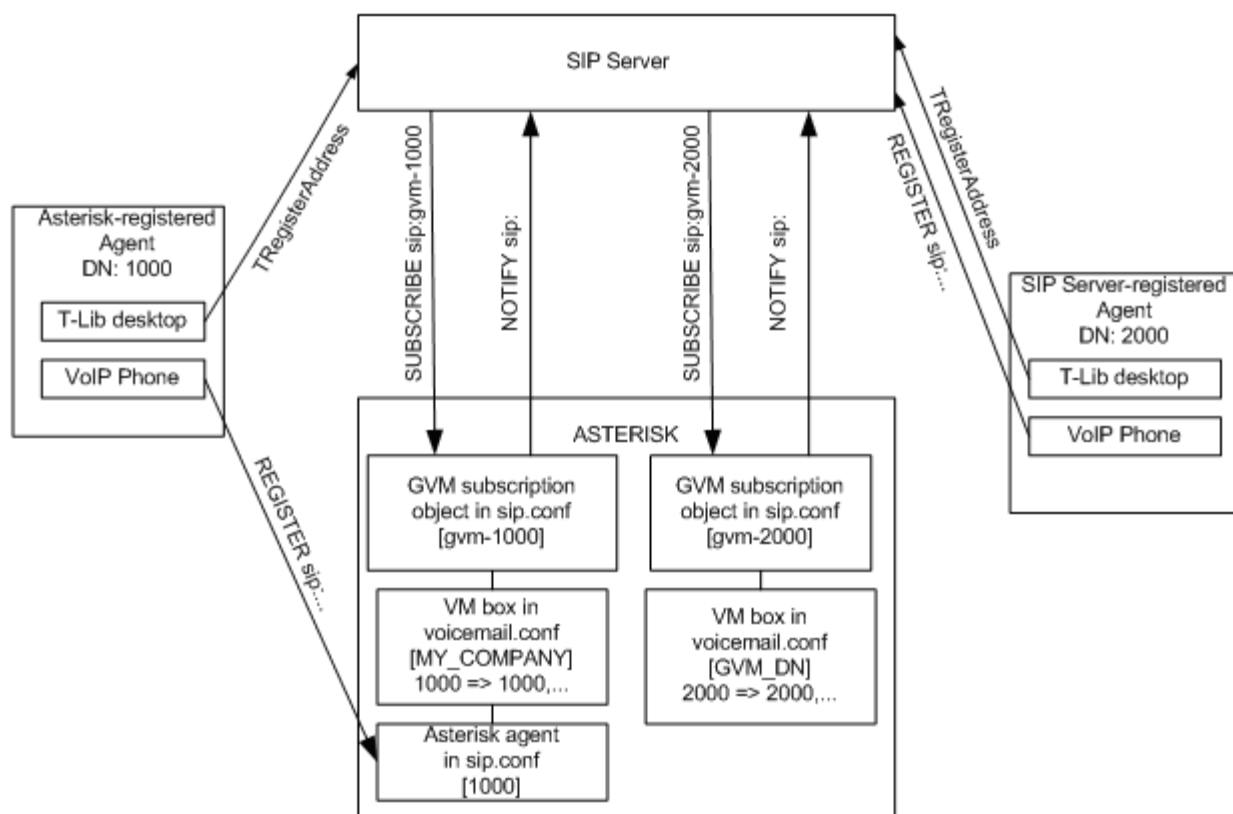 SIP Server
TRegisterAddress
SUBSCRIBE sip:gvm-1000
NOTIFY sip:
SUBSCRIBE sip:gvm-2000
NOTIFY sip:
TRegisterAddress
REGISTER sip:....
Asterisk-registered
Agent
DN: 1000
T-Lib desktop
VoIP Phone
SIP Server-registered
Agent
DN: 2000
T-Lib desktop
VoIP Phone
REGISTER sip:...
ASTERISK
GVM subscription
object in sip.conf
[gvm-1000]
GVM subscription
object in sip.conf
[gvm-2000]
VM box in
voicemail.conf
[MY_COMPANY]
1000 => 1000,...
VM box in
voicemail.conf
[GVM_DN]
2000 => 2000,...
Asterisk agent
in sip.conf
[1000]